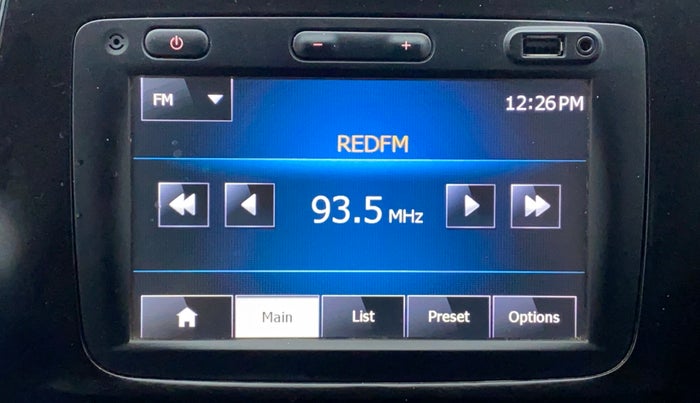 FM
12:26 PM
REDFM
93.5 MHz
Main
List
Preset
Options